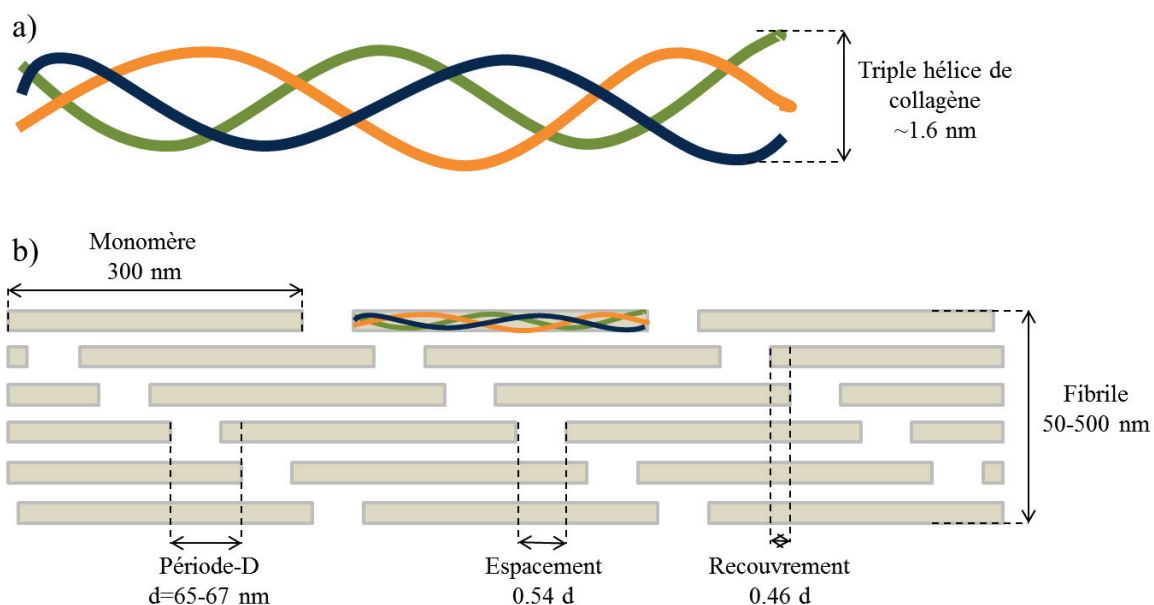 a)
Triple hélice de
collagène
~1.6 nm
b)
Monomère
300 nm
Fibrile
50-500 nm
Période-D
d=65-67 nm
Espacement
0.54 d
Recouvrement
0.46 d